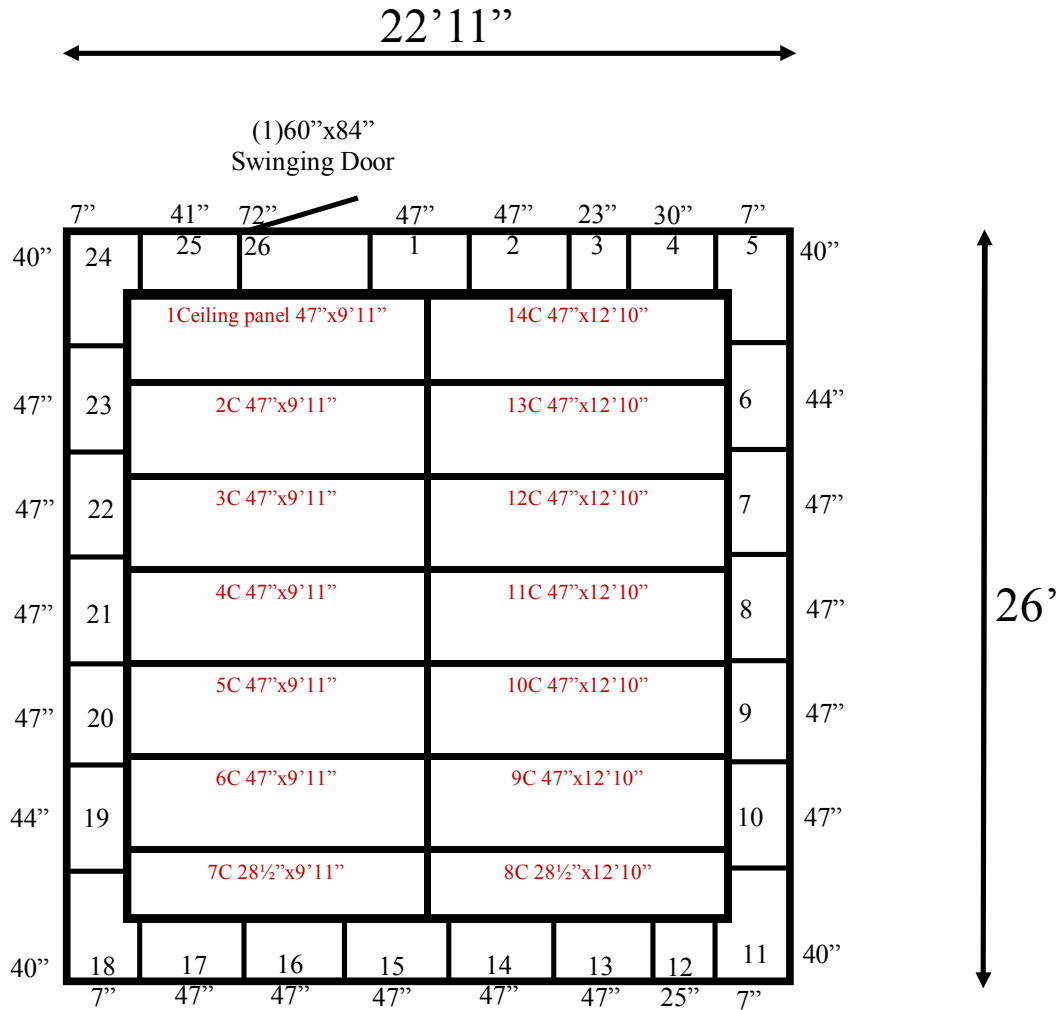 22’11”
(1)60”x84”
Swinging Door
7” 41” 72” 47” 47” 23” 30” 7”
40” 24 25 26 1 2 3 4 5 40”
1Ceiling panel 47”x9’11” 14C 47”x12’10”
47” 23 2C 47”x9’11” 13C 47”x12’10” 6 44”
47” 22 3C 47”x9’11” 12C 47”x12’10” 7 47”
47” 21 4C 47”x9’11” 11C 47”x12’10” 8 47”
26’
47” 20 5C 47”x9’11” 10C 47”x12’10” 9 47”
44” 19 6C 47”x9’11” 9C 47”x12’10” 10 47”
7C 28½”x9’11” 8C 28½”x12’10”
40” 18 17 16 15 14 13 12 11 40”
7” 47” 47” 47” 47” 47” 25” 7”